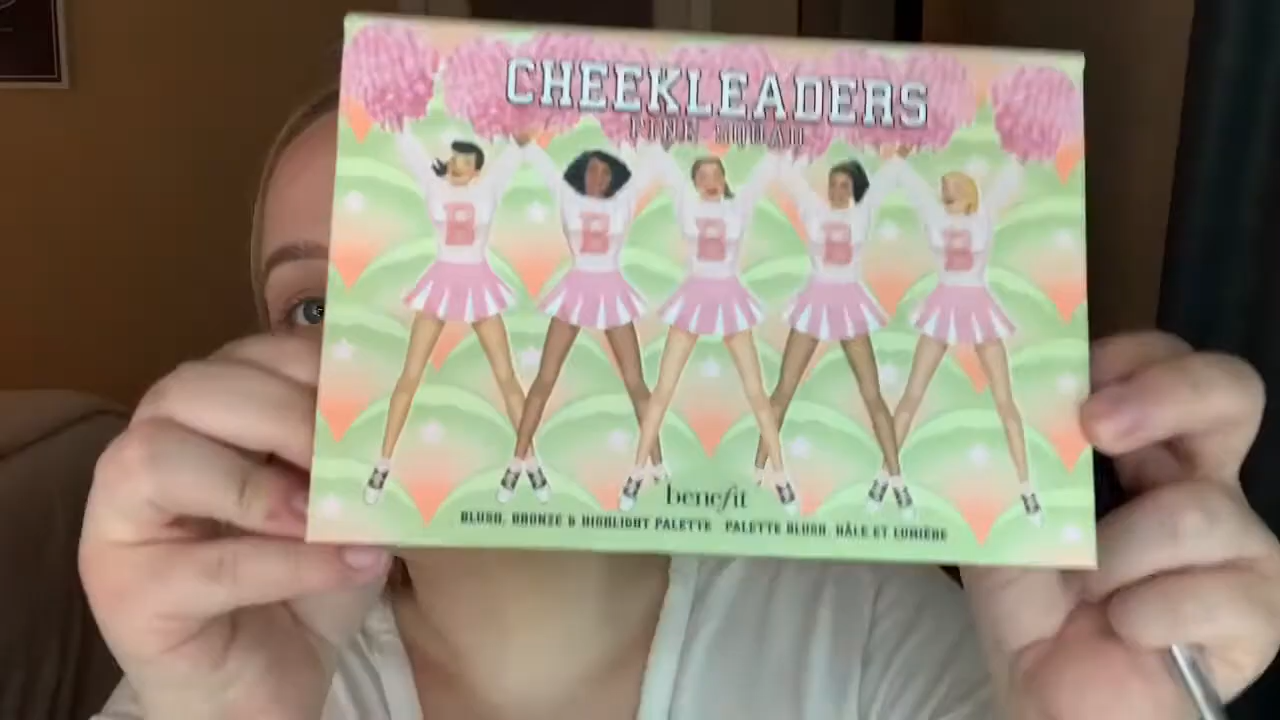 CHEEKLEADERS
PINK SQUAD
B B B B B
benefit
BLUSH, BRONZE & HIGHLIGHT PALETTE PALETTE BLUSH, HÂLE ET LUMIÈRE